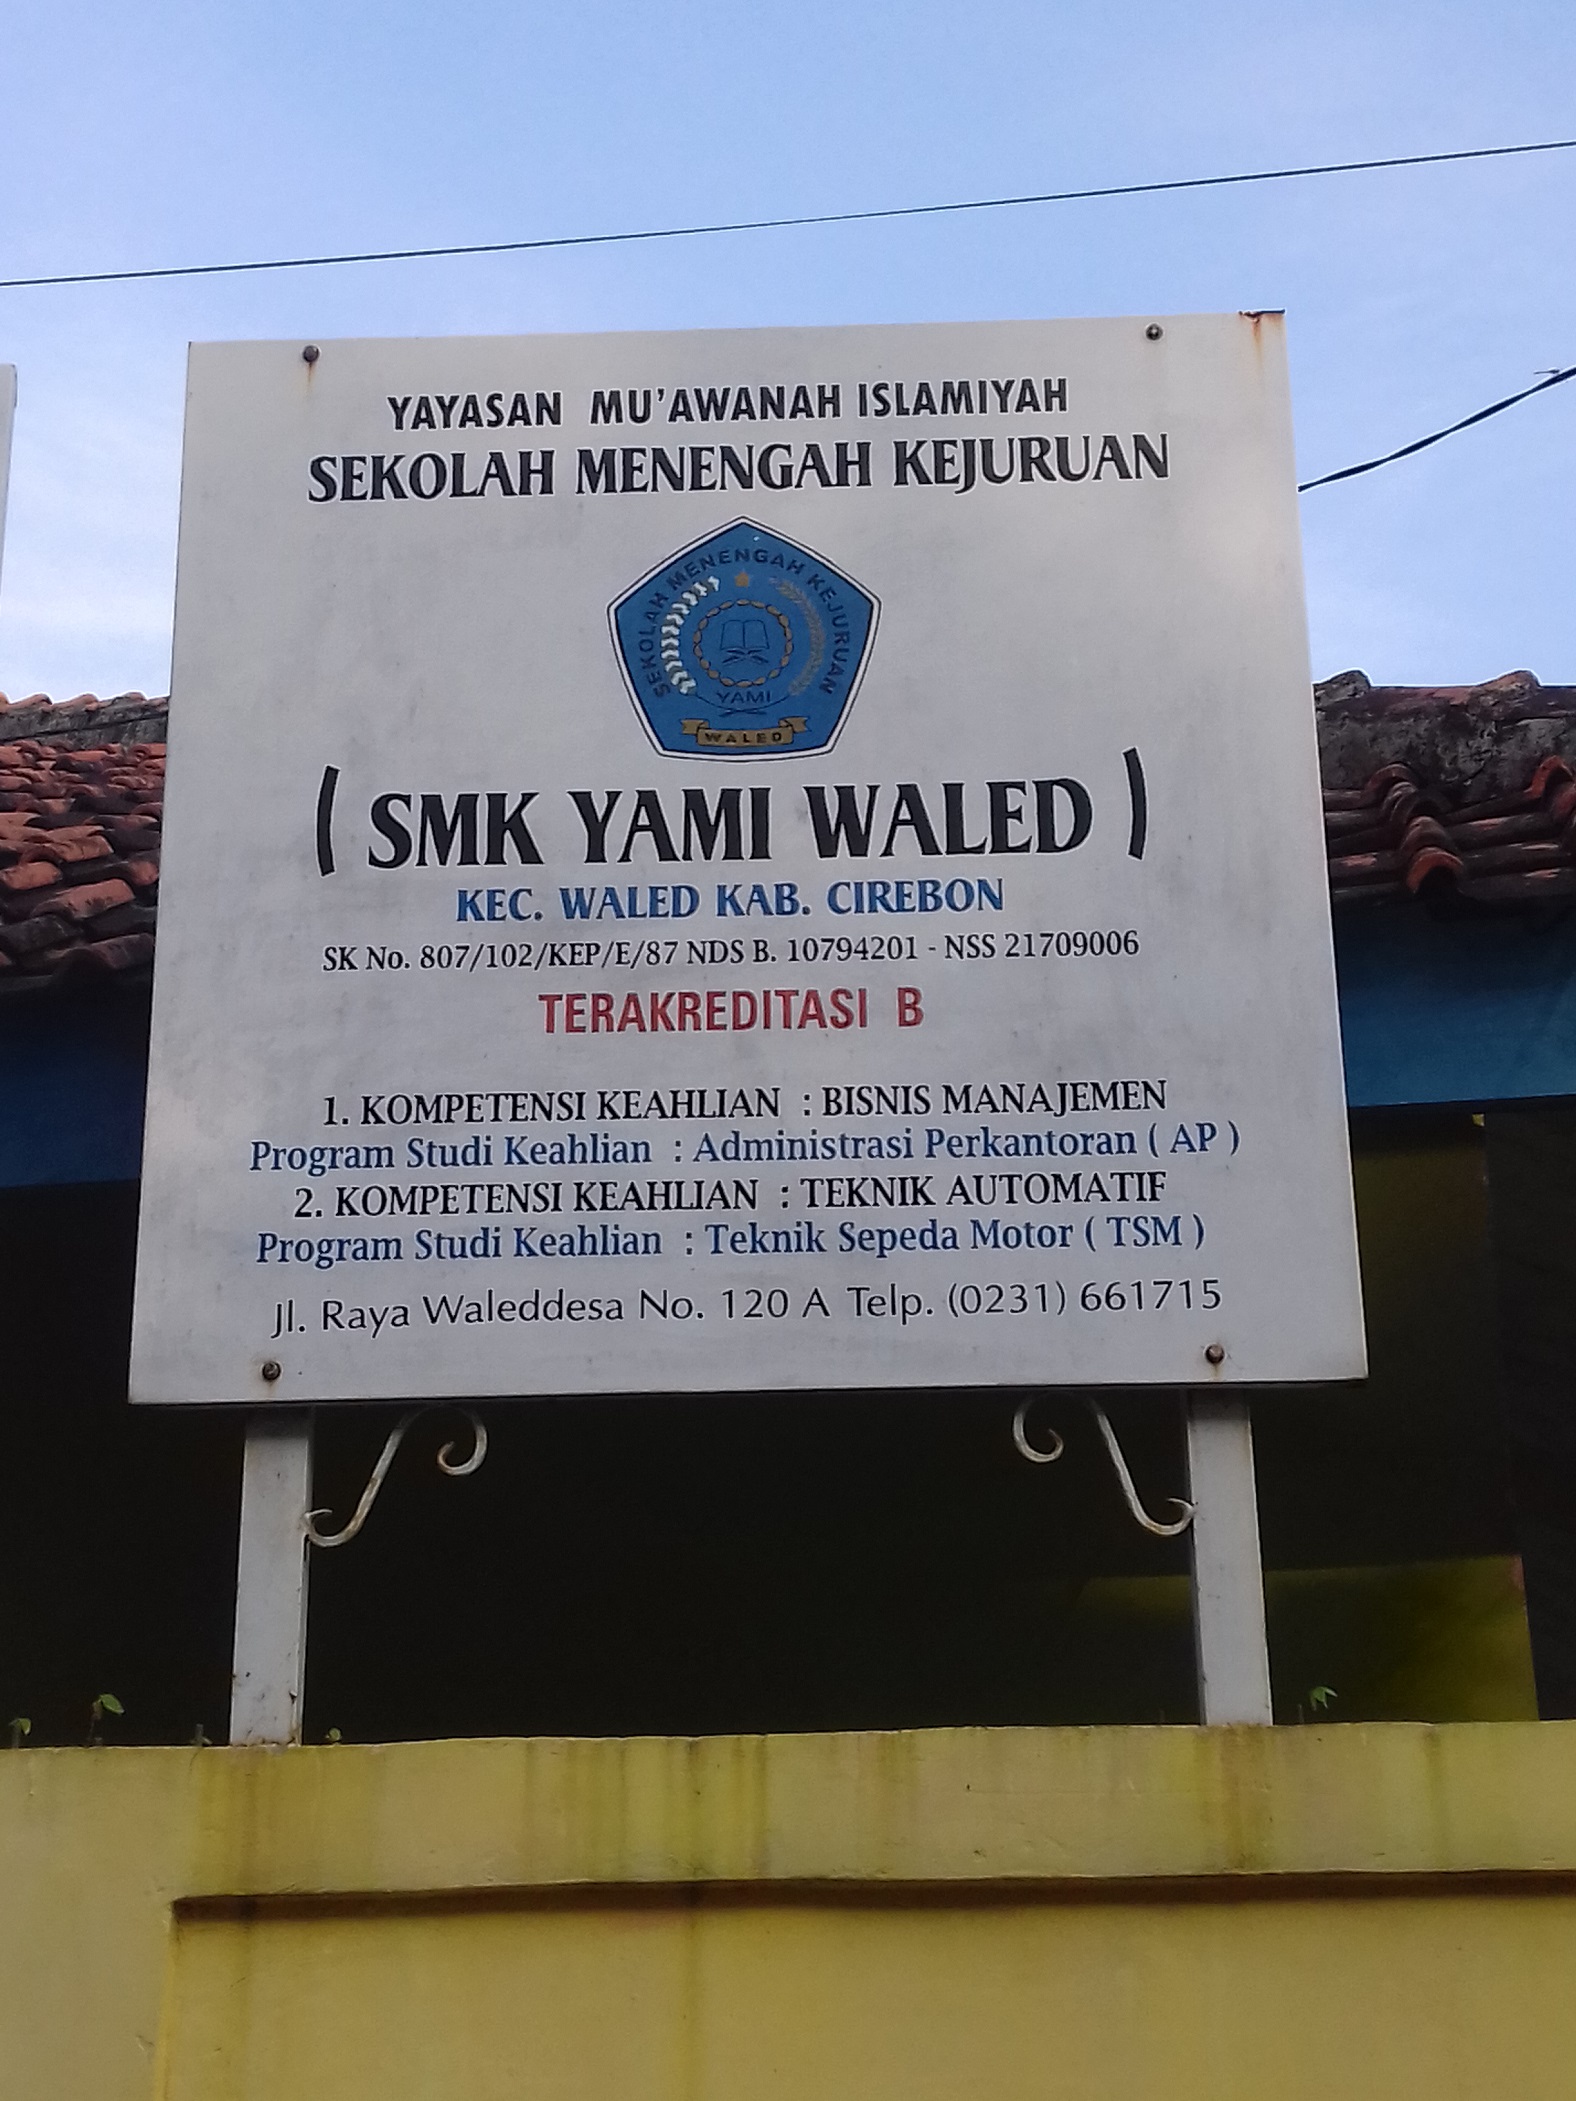 YAYASAN MU'AWANAH ISLAMIYAH
SEKOLAH MENENGAH KEJURUAN
SEKOLAH MENENGAH KEJURUAN
YAMI
WALED
( SMK YAMI WALED )
KEC. WALED KAB. CIREBON
SK No. 807/102/KEP/E/87 NDS B. 10794201 - NSS 21709006
TERAKREDITASI B
1. KOMPETENSI KEAHLIAN : BISNIS MANAJEMEN
Program Studi Keahlian : Administrasi Perkantoran ( AP )
2. KOMPETENSI KEAHLIAN : TEKNIK AUTOMATIF
Program Studi Keahlian : Teknik Sepeda Motor ( TSM )
Jl. Raya Waleddesa No. 120 A Telp. (0231) 661715